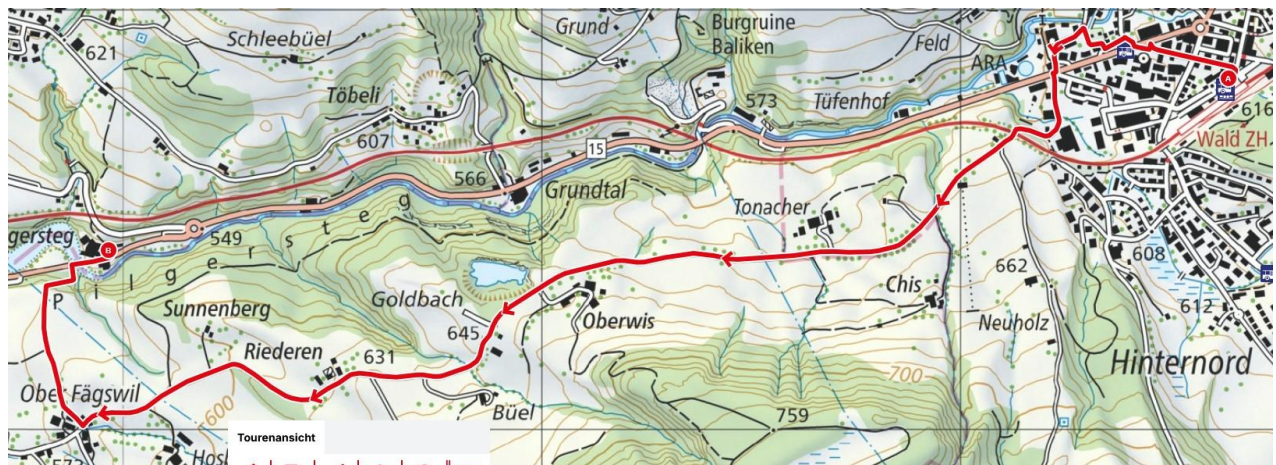 621
Schleebüel
Grund
Burgruine
Baliken
Feld
ARA
A
616
Wald ZH
Töbeli
607
573
Tüfenhof
15
566
Grundtal
Tonacher
gersteg
B
549
Pilgersteg
Sunnenberg
Goldbach
645
Oberwis
Chis
662
608
612
Neuholz
Hinternord
Riederen
631
700
Ober Fägswil
600
Büel
759
Tourenansicht